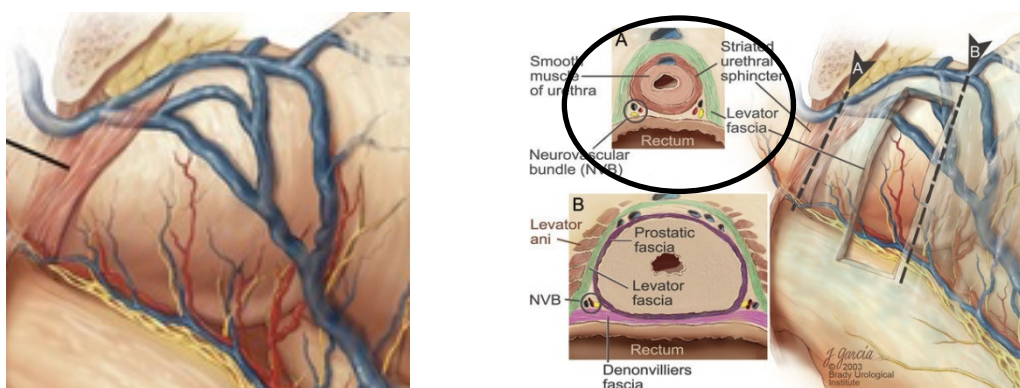 A
Smooth
muscle
of urethra
Striated
urethral
sphincter
Levator
fascia
Rectum
Neurovascular
bundle (NVB)
B
Levator
ani
Prostatic
fascia
Levator
fascia
NVB
Rectum
Denonvilliers
fascia
A
B
J Garcia
© 2003
Brady Urological
Institute